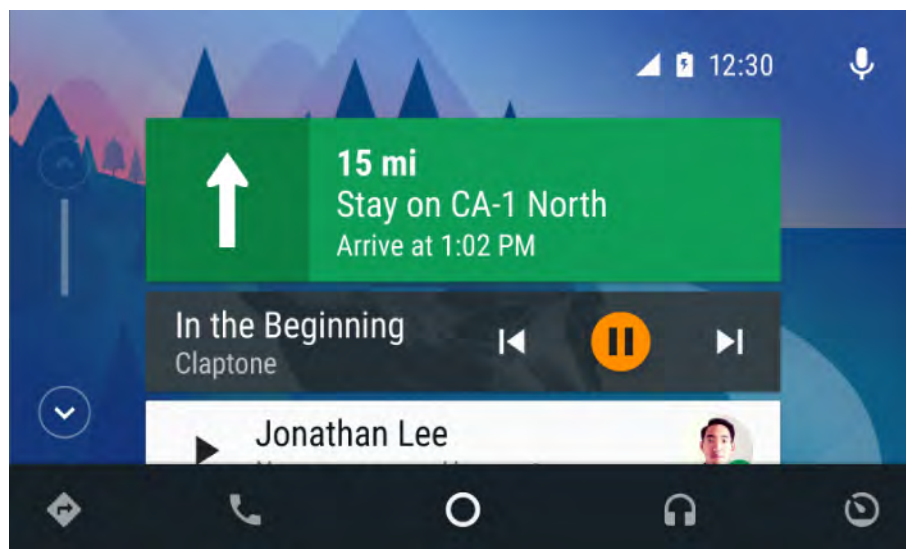 12:30
15 mi
Stay on CA-1 North
Arrive at 1:02 PM
In the Beginning
Claptone
Jonathan Lee